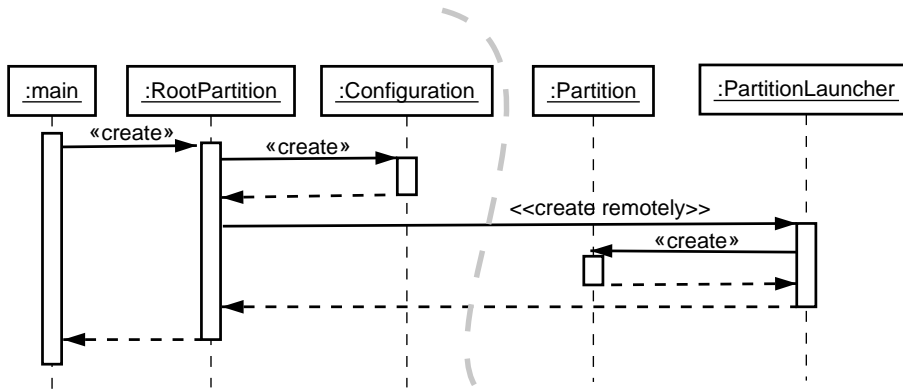 :main
:RootPartition
:Configuration
:Partition
:PartitionLauncher
«create»
«create»
<<create remotely>>
«create»